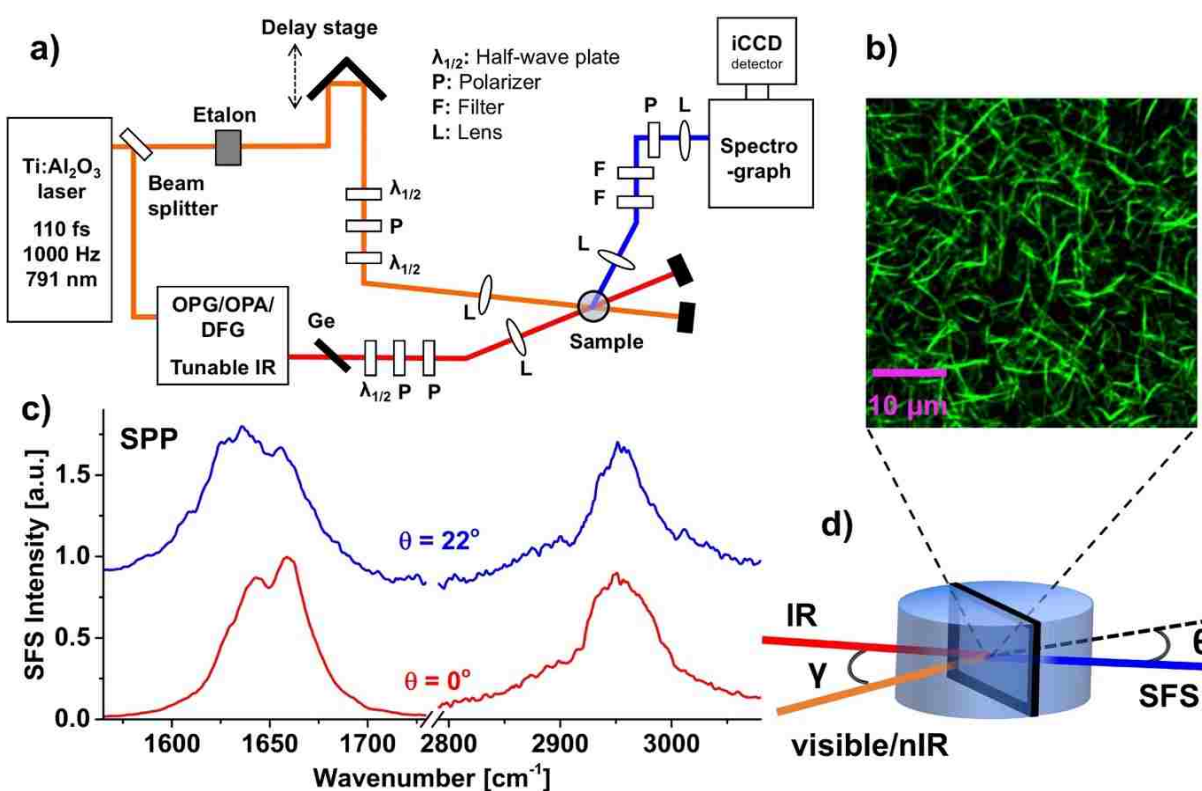 a)
Delay stage
λ1/2: Half-wave plate
P: Polarizer
F: Filter
L: Lens
iCCD
detector
b)
Etalon
P
L
Ti:Al2O3
laser
110 fs
1000 Hz
791 nm
Beam
splitter
Spectro
-graph
F
F
λ1/2
P
λ1/2
L
OPG/OPA/
DFG
Tunable IR
Ge
L
Sample
L
λ1/2 P P
10 µm
c)
SPP
SFS Intensity [a.u.]
1.5
1.0
0.5
0.0
θ = 22°
θ = 0°
1600
1650
1700
2800
2900
3000
Wavenumber [cm-1]
d)
IR
γ
θ
SFS
visible/nIR